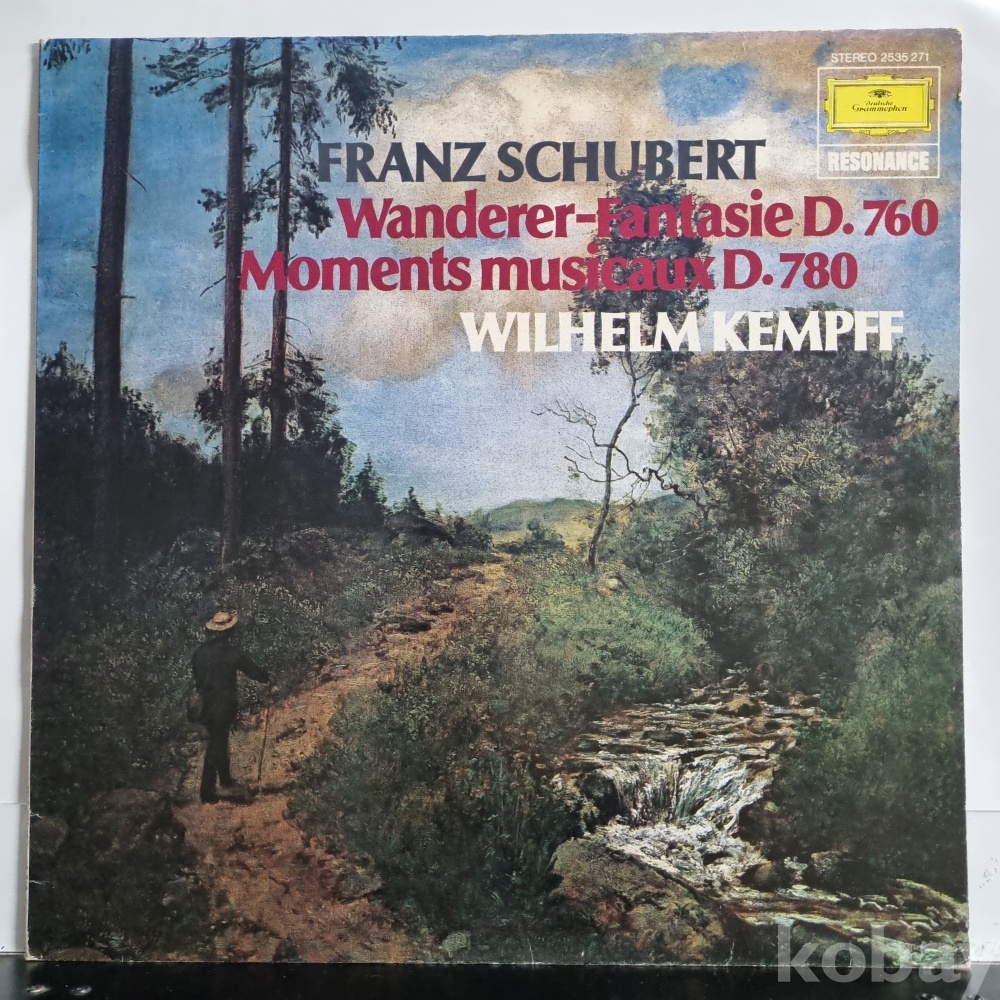 STEREO 2535 271
Deutsche
Grammophon
RESONANCE
FRANZ SCHUBERT
Wanderer-Fantasie D. 760
Moments musicaux D. 780
WILHELM KEMPFF
kobay